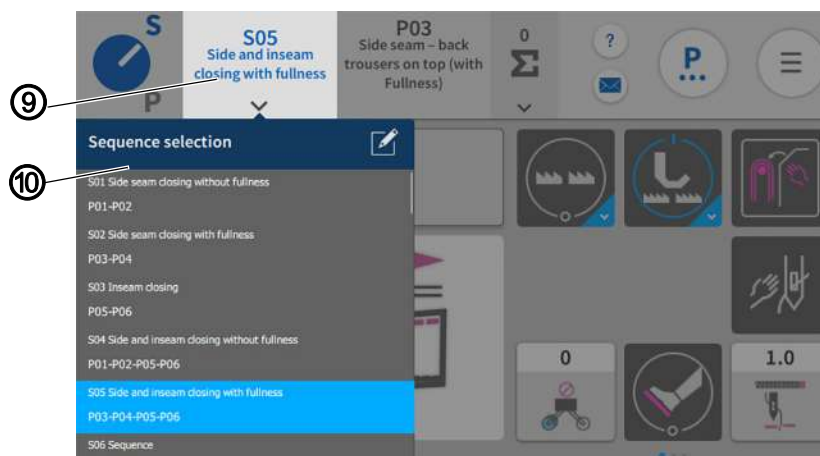 S
P
S05
Side and inseam
closing with fullness
P03
Side seam – back
trousers on top (with
Fullness)
0
Σ
?
P
9
10
Sequence selection
S01 Side seam closing without fullness
P01-P02
S02 Side seam closing with fullness
P03-P04
S03 Inseam closing
P05-P06
S04 Side and inseam closing without fullness
P01-P02-P05-P06
S05 Side and inseam closing with fullness
P03-P04-P05-P06
S06 Sequence
0
1.0